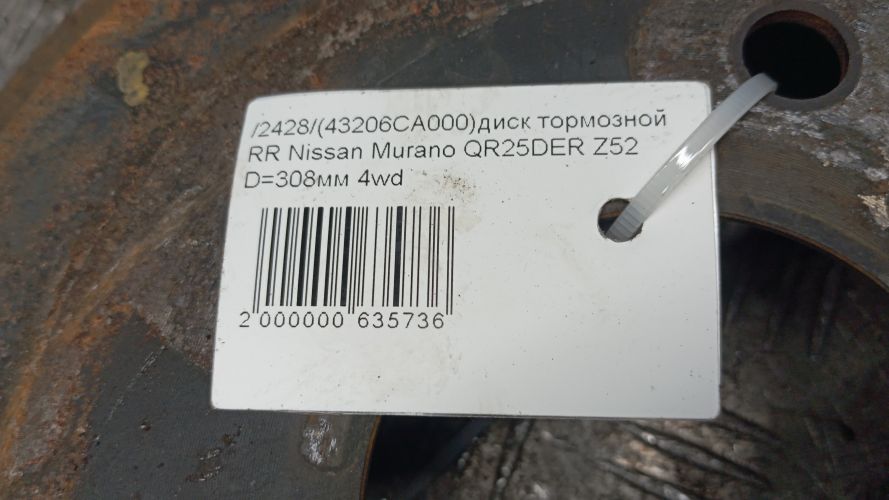 /2428/(43206CA000)диск тормозной
RR Nissan Murano QR25DER Z52
D=308мм 4wd
2 000000 635736